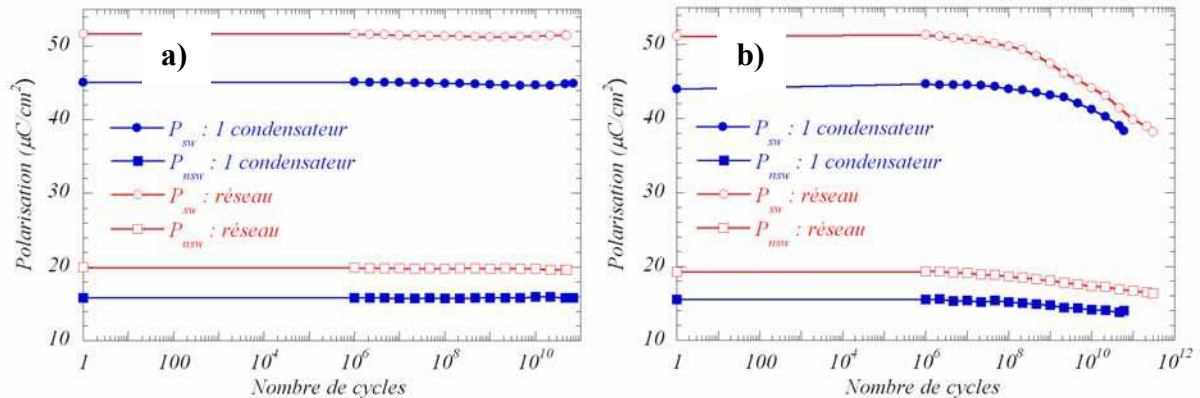 a)
Polarisation (µC/cm²)
50
40
50
20
10
P_sw : 1 condensateur
P_nsw : 1 condensateur
P_sw : réseau
P_nsw : réseau
1 100 10⁴ 10⁶ 10⁸ 10¹⁰
Nombre de cycles
b)
Polarisation (µC/cm²)
50
40
50
20
10
P_sw : 1 condensateur
P_nsw : 1 condensateur
P_sw : réseau
P_nsw : réseau
1 100 10⁴ 10⁶ 10⁸ 10¹⁰ 10¹²
Nombre de cycles